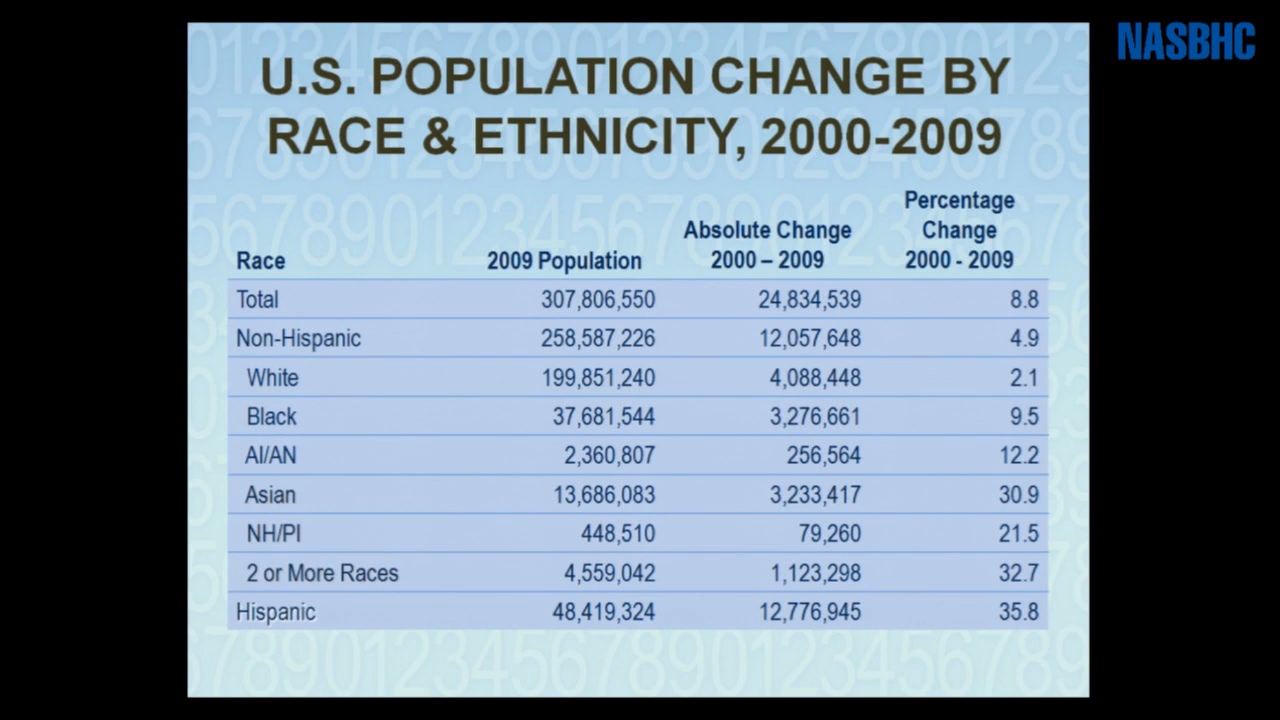 NASBHC
U.S. POPULATION CHANGE BY
RACE & ETHNICITY, 2000-2009
Race 2009 Population Absolute Change 2000 – 2009 Percentage Change 2000 - 2009
Total 307,806,550 24,834,539 8.8
Non-Hispanic 258,587,226 12,057,648 4.9
White 199,851,240 4,088,448 2.1
Black 37,681,544 3,276,661 9.5
AI/AN 2,360,807 256,564 12.2
Asian 13,686,083 3,233,417 30.9
NH/PI 448,510 79,260 21.5
2 or More Races 4,559,042 1,123,298 32.7
Hispanic 48,419,324 12,776,945 35.8